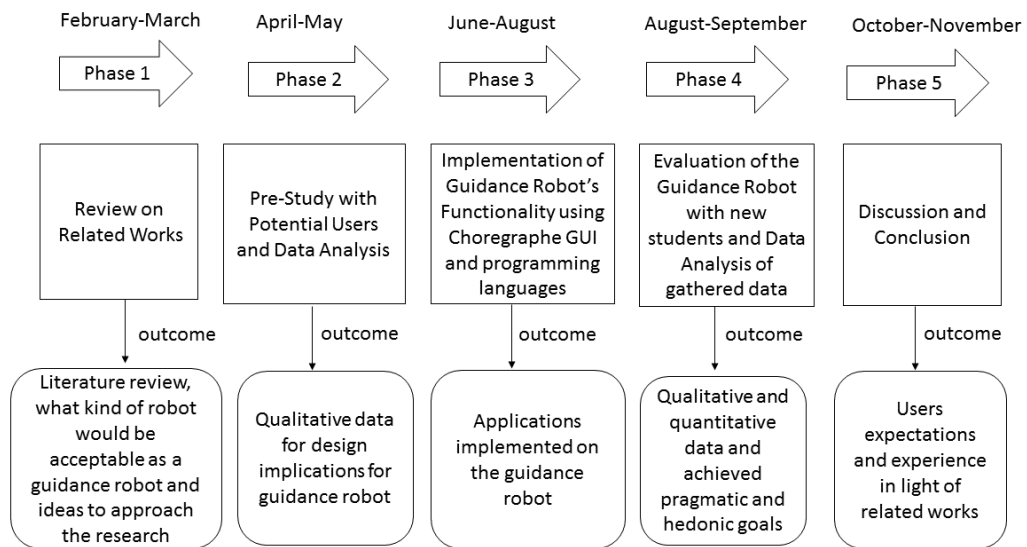 February-March
April-May
June-August
August-September
October-November
Phase 1
Phase 2
Phase 3
Phase 4
Phase 5
Review on
Related Works
Pre-Study with
Potential Users
and Data Analysis
Implementation of
Guidance Robot's
Functionality using
Choregraphe GUI
and programming
languages
Evaluation of the
Guidance Robot
with new
students and Data
Analysis of
gathered data
Discussion and
Conclusion
outcome
outcome
outcome
outcome
outcome
Literature review,
what kind of robot
would be
acceptable as a
guidance robot and
ideas to approach
the research
Qualitative data
for design
implications for
guidance robot
Applications
implemented on
the guidance
robot
Qualitative and
quantitative
data and
achieved
pragmatic and
hedonic goals
Users
expectations
and experience
in light of
related works